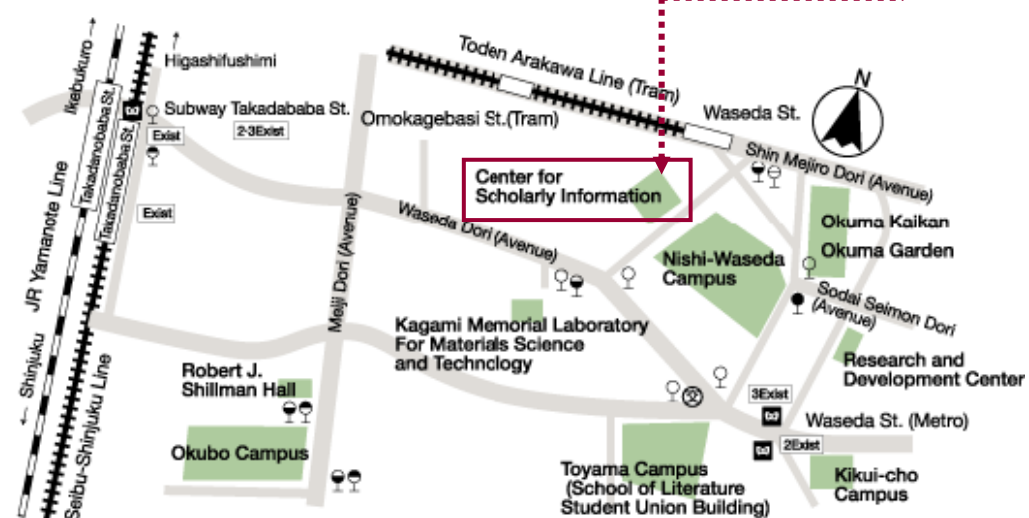 Ikebukuro
Higashifushimi
Takadanobaba St.
Takadanobaba St.
Subway Takadababa St.
Exist
2·3Exist
Exist
JR Yamanote Line
Shinjuku
Seibu-Shinjuku Line
Toden Arakawa Line (Tram)
Omokagebasi St.(Tram)
Waseda St.
N
Shin Mejiro Dori (Avenue)
Center for
Scholarly Information
Meiji Dori (Avenue)
Waseda Dori (Avenue)
Nishi-Waseda
Campus
Okuma Kaikan
Okuma Garden
Sodai Seimon Dori
(Avenue)
Kagami Memorial Laboratory
For Materials Science
and Technology
Research and
Development Center
Robert J.
Shillman Hall
Okubo Campus
文
3Exist
Waseda St. (Metro)
2Exist
Toyama Campus
(School of Literature
Student Union Building)
Kikui-cho
Campus